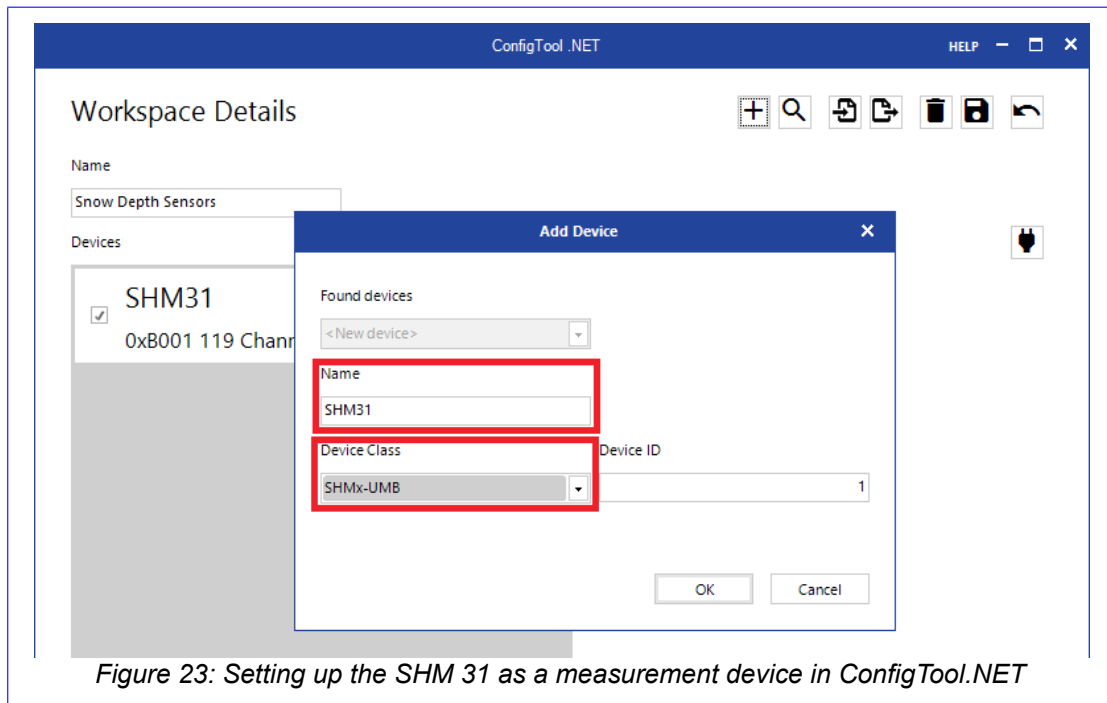 ConfigTool .NET
HELP
Workspace Details
Name
Snow Depth Sensors
Devices
SHM31
0xB001 119 Chann
Add Device
Found devices
<New device>
Name
SHM31
Device Class
Device ID
SHMx-UMB
1
OK
Cancel
Figure 23: Setting up the SHM 31 as a measurement device in ConfigTool.NET